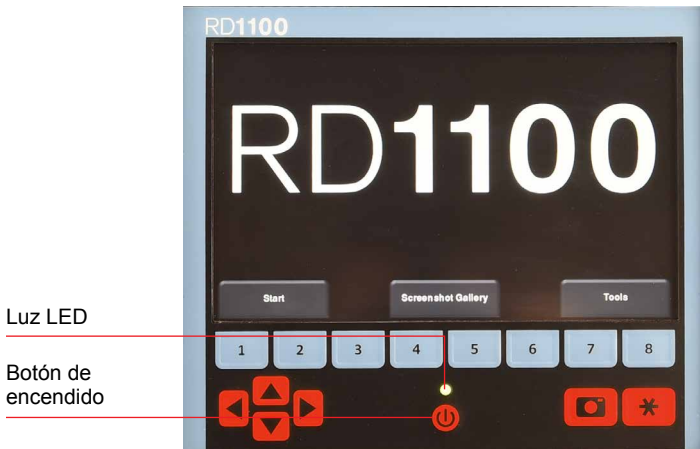 RD1100
RD1100
Start Screenshot Gallery Tools
Luz LED
1 2 3 4 5 6 7 8
Botón de
encendido